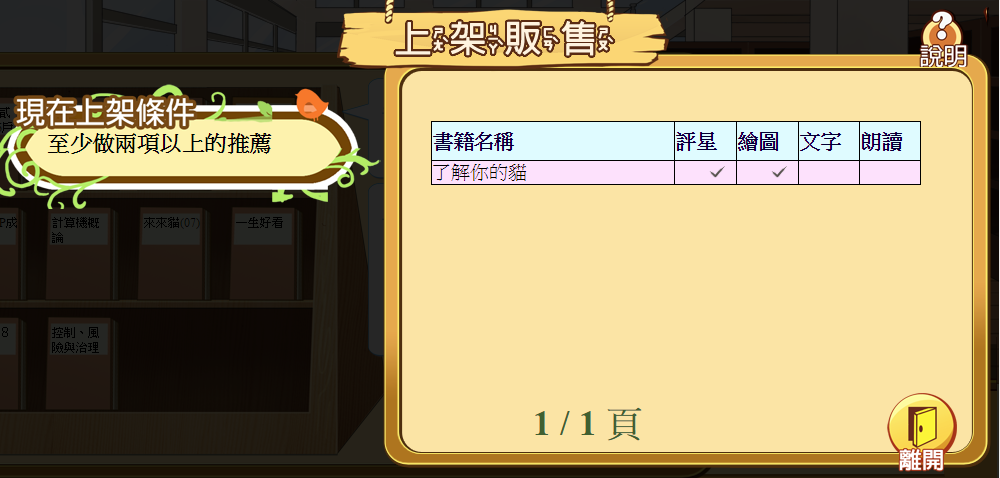 上架販售
說明
現在上架條件
至少做兩項以上的推薦
書籍名稱 評星 繪圖 文字 朗讀
了解你的貓 ✓ ✓
計算機概
論
來來貓(07)
一生好看
8
控制、風
險與治理
1 / 1 頁
離開